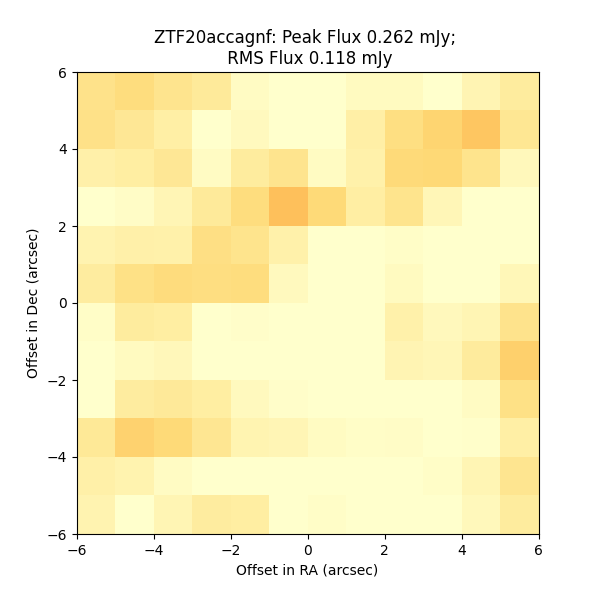 ZTF20accagnf: Peak Flux 0.262 mJy;
RMS Flux 0.118 mJy
6
4
2
0
−2
−4
−6
Offset in Dec (arcsec)
−6 −4 −2 0 2 4 6
Offset in RA (arcsec)